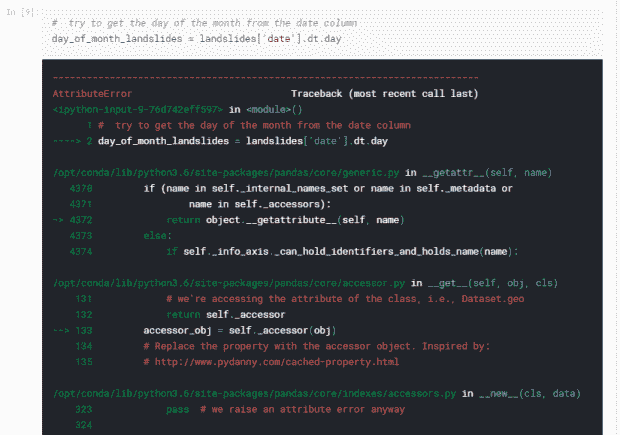 In [9]:
#  try to get the day of the month from the date column
day_of_month_landslides = landslides['date'].dt.day
---------------------------------------------------------------------------
AttributeError                            Traceback (most recent call last)
<ipython-input-9-76d742eff597> in <module>()
      1 #  try to get the day of the month from the date column
----> 2 day_of_month_landslides = landslides['date'].dt.day
/opt/conda/lib/python3.6/site-packages/pandas/core/generic.py in __getattr__(self, name)
   4370         if (name in self._internal_names_set or name in self._metadata or
   4371                 name in self._accessors):
-> 4372             return object.__getattribute__(self, name)
   4373         else:
   4374             if self._info_axis._can_hold_identifiers_and_holds_name(name):
/opt/conda/lib/python3.6/site-packages/pandas/core/accessor.py in __get__(self, obj, cls)
    131             # we're accessing the attribute of the class, i.e., Dataset.geo
    132             return self._accessor
--> 133         accessor_obj = self._accessor(obj)
    134         # Replace the property with the accessor object. Inspired by:
    135         # http://www.pydanny.com/cached-property.html
/opt/conda/lib/python3.6/site-packages/pandas/core/indexes/accessors.py in __new__(cls, data)
    323             pass  # we raise an attribute error anyway
    324